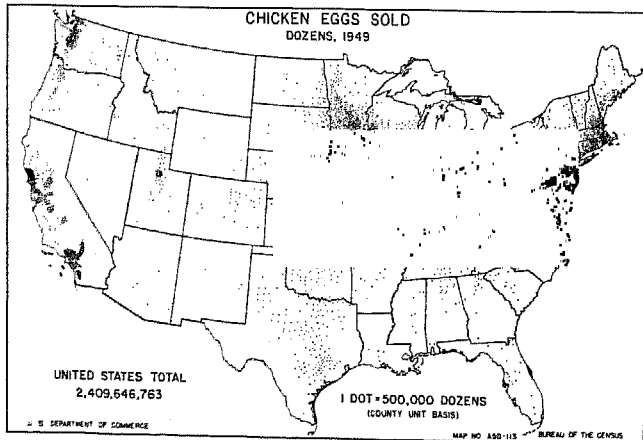 CHICKEN EGGS SOLD
DOZENS, 1949
UNITED STATES TOTAL
2,409,646,763
1 DOT = 500,000 DOZENS
(COUNTY UNIT BASIS)
U S DEPARTMENT OF COMMERCE
MAP NO A50-113 BUREAU OF THE CENSUS